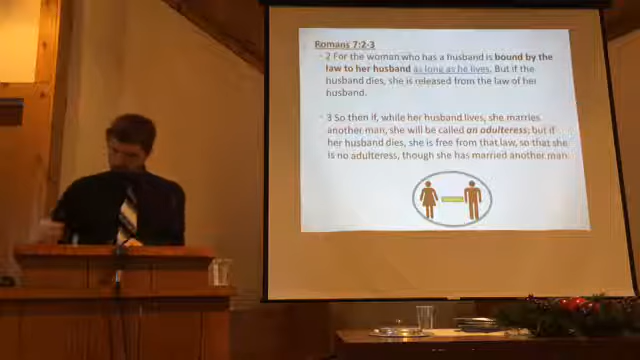 Romans 7:2-3
2 For the woman who has a husband is bound by the
law to her husband as long as he lives. But if the
husband dies, she is released from the law of her
husband.
3 So then if, while her husband lives, she marries
another man, she will be called an adulteress; but if
her husband dies, she is free from that law, so that she
is no adulteress, though she has married another man.